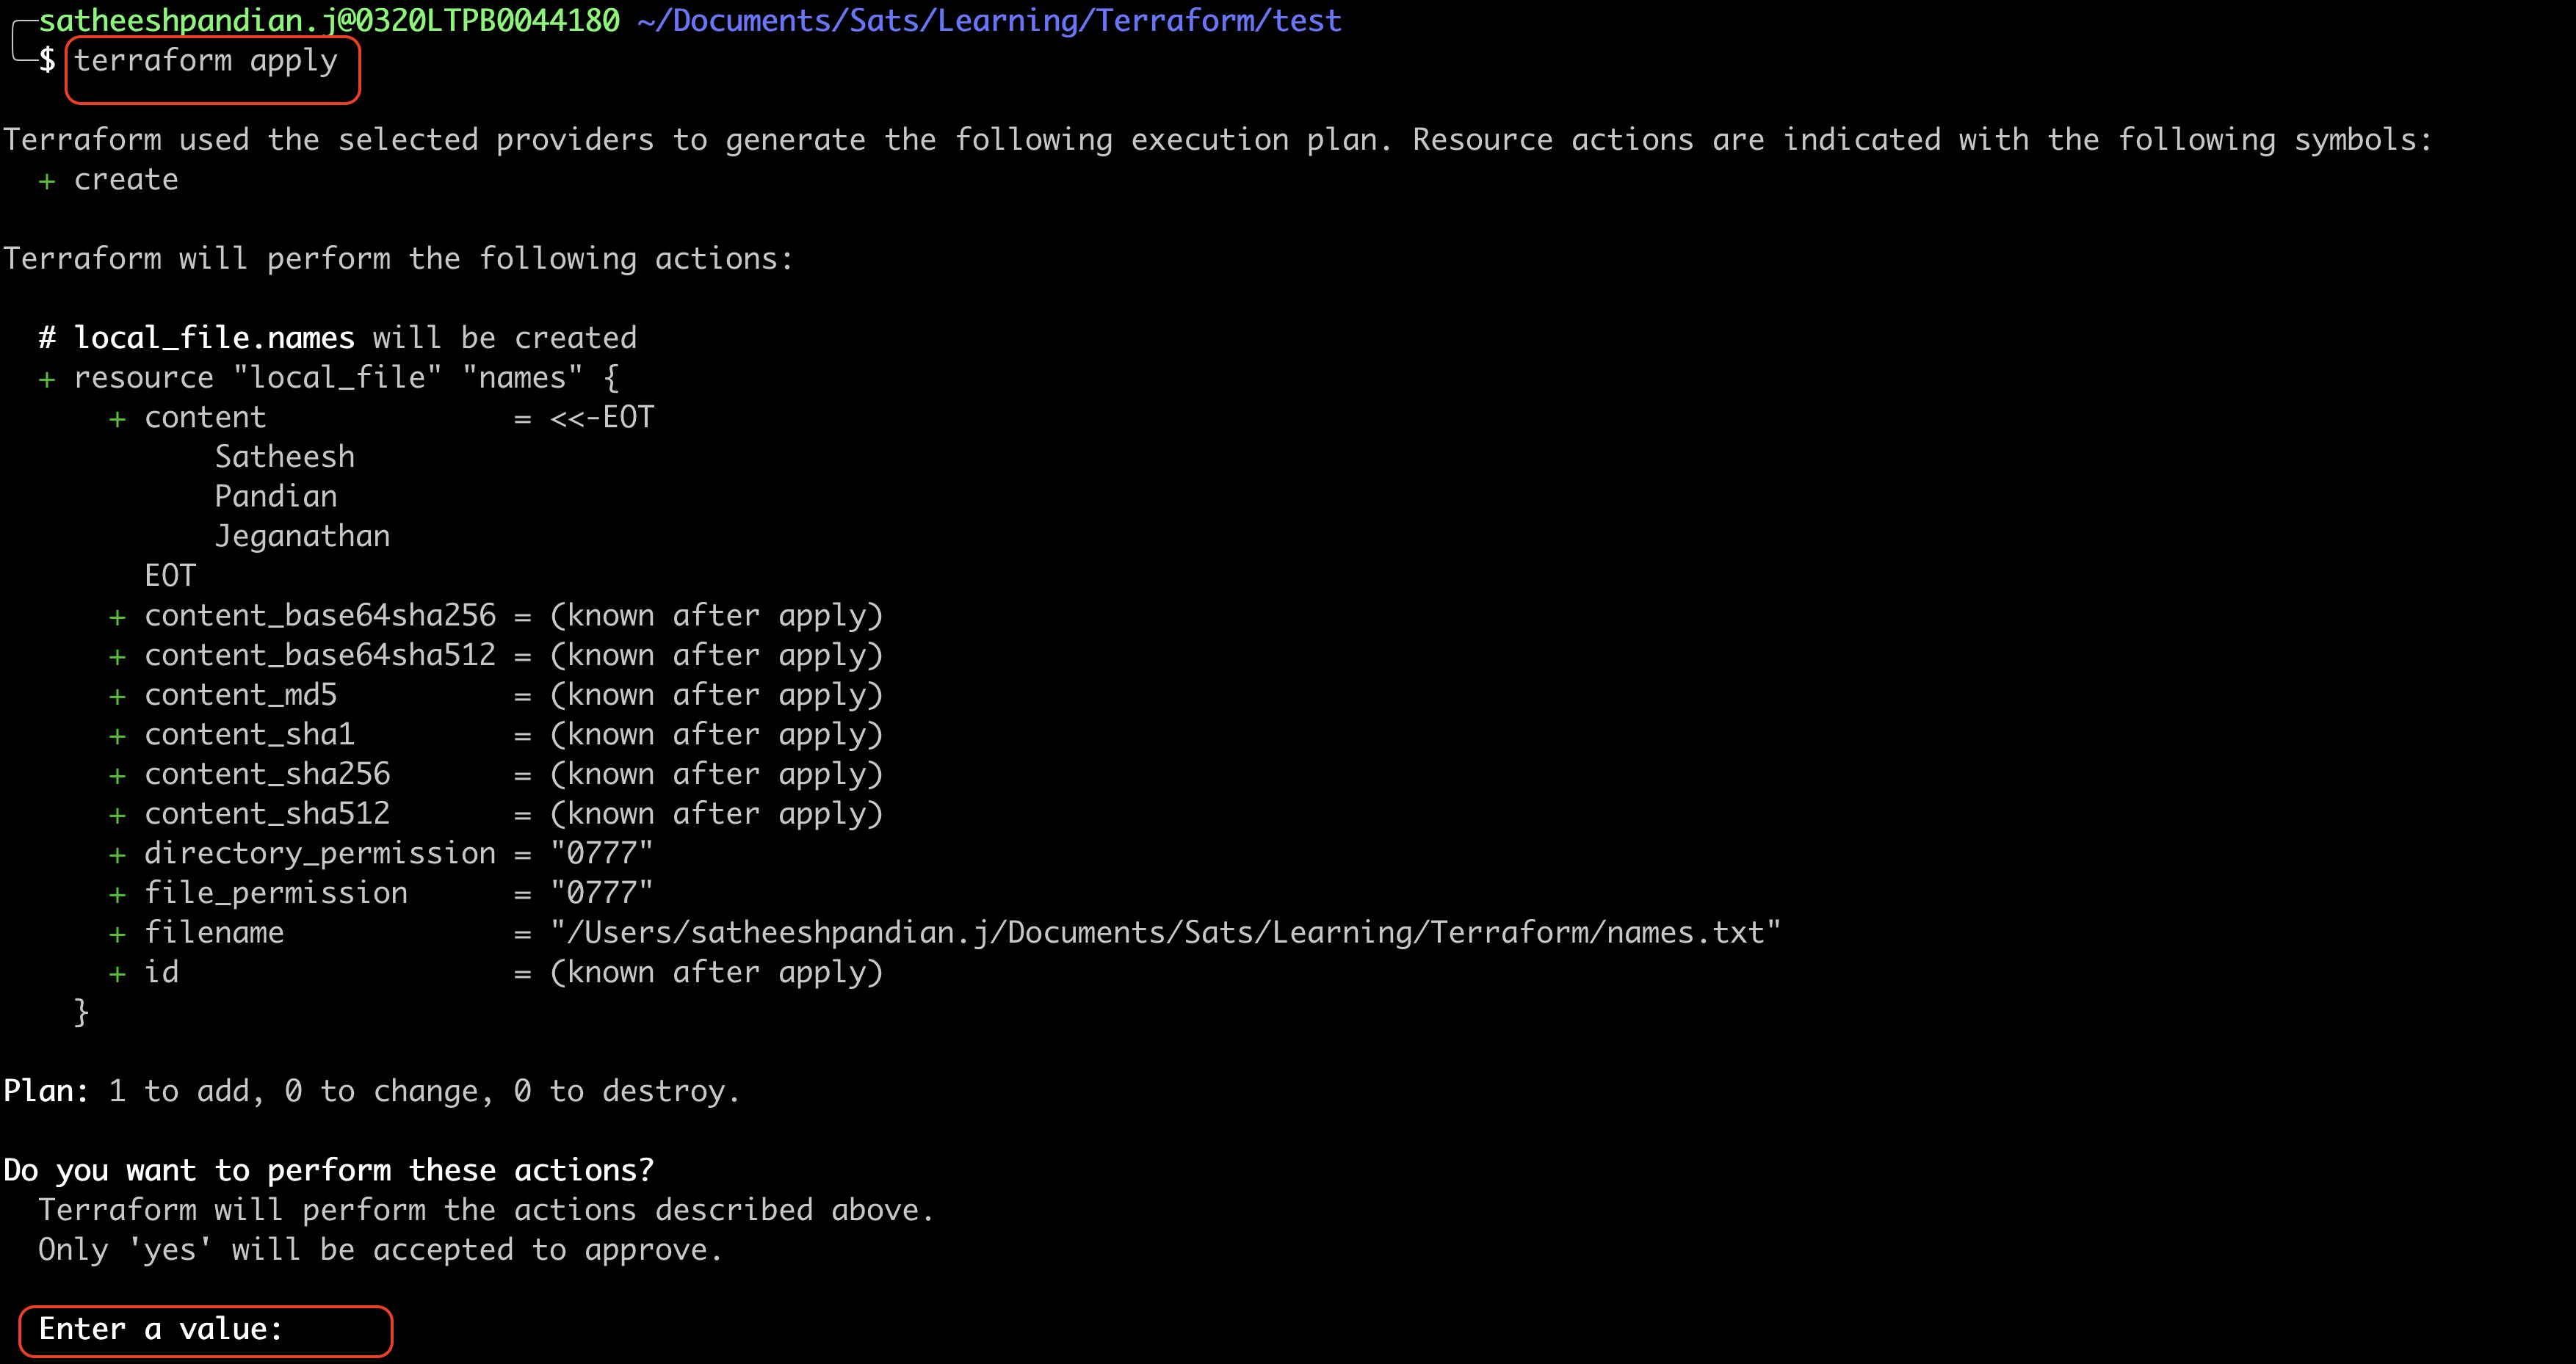 satheeshpandian.j@0320LTPB0044180 ~/Documents/Sats/Learning/Terraform/test
$ terraform apply
Terraform used the selected providers to generate the following execution plan. Resource actions are indicated with the following symbols:
  + create
Terraform will perform the following actions:
  # local_file.names will be created
  + resource "local_file" "names" {
      + content              = <<-EOT
            Satheesh
            Pandian
            Jeganathan
        EOT
      + content_base64sha256 = (known after apply)
      + content_base64sha512 = (known after apply)
      + content_md5          = (known after apply)
      + content_sha1         = (known after apply)
      + content_sha256       = (known after apply)
      + content_sha512       = (known after apply)
      + directory_permission = "0777"
      + file_permission      = "0777"
      + filename             = "/Users/satheeshpandian.j/Documents/Sats/Learning/Terraform/names.txt"
      + id                   = (known after apply)
    }
Plan: 1 to add, 0 to change, 0 to destroy.
Do you want to perform these actions?
  Terraform will perform the actions described above.
  Only 'yes' will be accepted to approve.
  Enter a value: